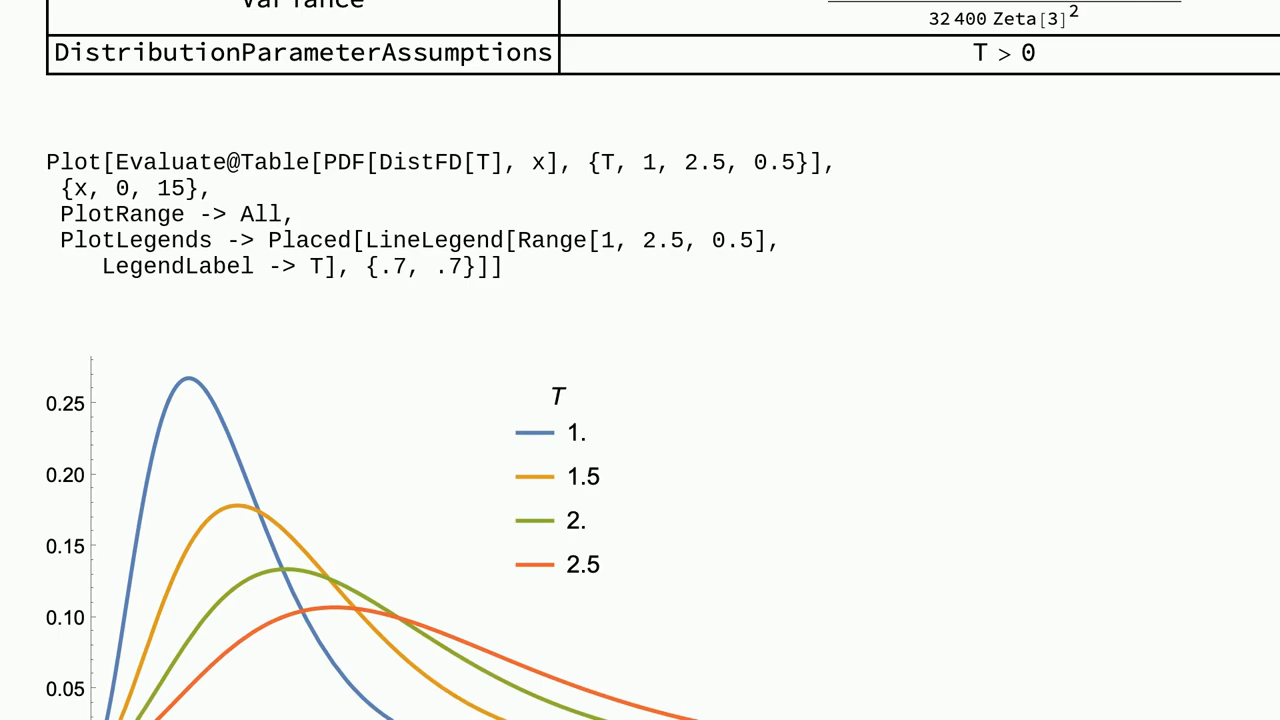 Variance
32 400 Zeta[3]2
DistributionParameterAssumptions T > 0
Plot[Evaluate@Table[PDF[DistFD[T], x], {T, 1, 2.5, 0.5}],
{x, 0, 15},
PlotRange -> All,
PlotLegends -> Placed[LineLegend[Range[1, 2.5, 0.5],
LegendLabel -> T], {.7, .7}]]
T
0.25
1.
0.20
1.5
2.
0.15
2.5
0.10
0.05